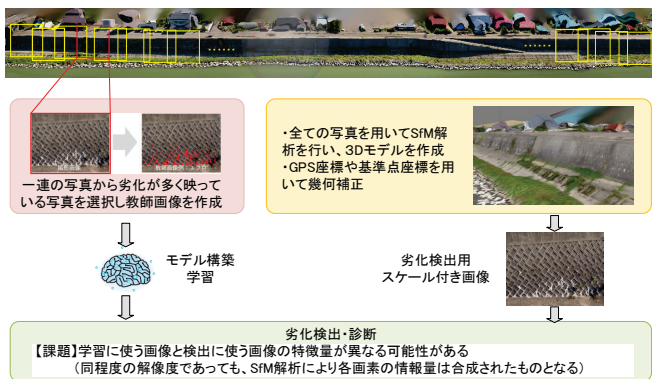 ・全ての写真を用いてSfM解
析を行い、3Dモデルを作成
・GPS座標や基準点座標を用
いて幾何補正
一連の写真から劣化が多く映って
いる写真を選択し教師画像を作成
モデル構築
学習
劣化検出用
スケール付き画像
劣化検出・診断
【課題】学習に使う画像と検出に使う画像の特徴量が異なる可能性がある
（同程度の解像度であっても、SfM解析により各画素の情報量は合成されたものとなる）